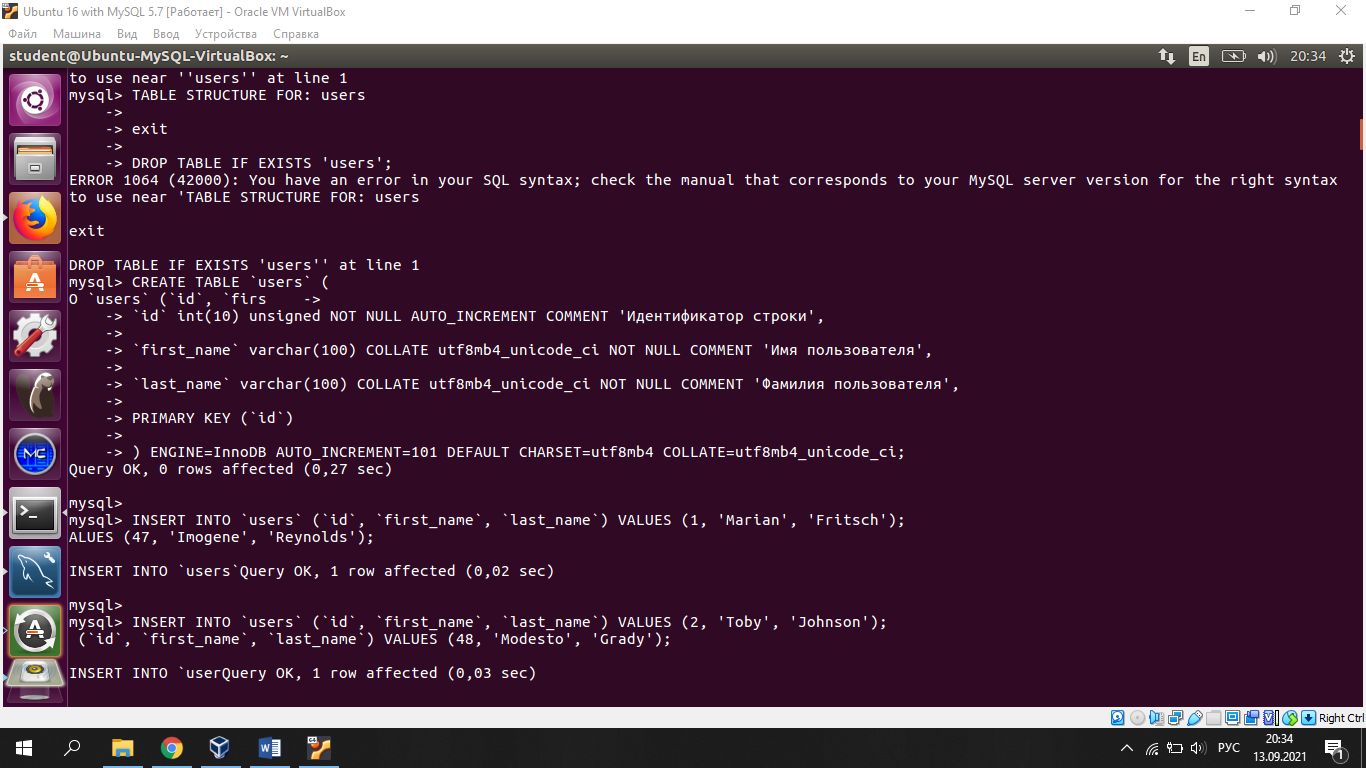 Ubuntu 16 with MySQL 5.7 [Работает] - Oracle VM VirtualBox
Файл Машина Вид Ввод Устройства Справка
student@Ubuntu-MySQL-VirtualBox: ~ En 20:34
to use near ''users'' at line 1
mysql> TABLE STRUCTURE FOR: users
->
-> exit
->
-> DROP TABLE IF EXISTS 'users';
ERROR 1064 (42000): You have an error in your SQL syntax; check the manual that corresponds to your MySQL server version for the right syntax
to use near 'TABLE STRUCTURE FOR: users
exit
DROP TABLE IF EXISTS 'users'' at line 1
mysql> CREATE TABLE `users` (
O `users` (`id`, `firs    ->
-> `id` int(10) unsigned NOT NULL AUTO_INCREMENT COMMENT 'Идентификатор строки',
->
-> `first_name` varchar(100) COLLATE utf8mb4_unicode_ci NOT NULL COMMENT 'Имя пользователя',
->
-> `last_name` varchar(100) COLLATE utf8mb4_unicode_ci NOT NULL COMMENT 'Фамилия пользователя',
->
-> PRIMARY KEY (`id`)
->
-> ) ENGINE=InnoDB AUTO_INCREMENT=101 DEFAULT CHARSET=utf8mb4 COLLATE=utf8mb4_unicode_ci;
Query OK, 0 rows affected (0,27 sec)
mysql>
mysql> INSERT INTO `users` (`id`, `first_name`, `last_name`) VALUES (1, 'Marian', 'Fritsch');
ALUES (47, 'Imogene', 'Reynolds');
INSERT INTO `users`Query OK, 1 row affected (0,02 sec)
mysql>
mysql> INSERT INTO `users` (`id`, `first_name`, `last_name`) VALUES (2, 'Toby', 'Johnson');
(`id`, `first_name`, `last_name`) VALUES (48, 'Modesto', 'Grady');
INSERT INTO `userQuery OK, 1 row affected (0,03 sec)
MC
Right Ctrl
64
РУС
20:34
13.09.2021
1